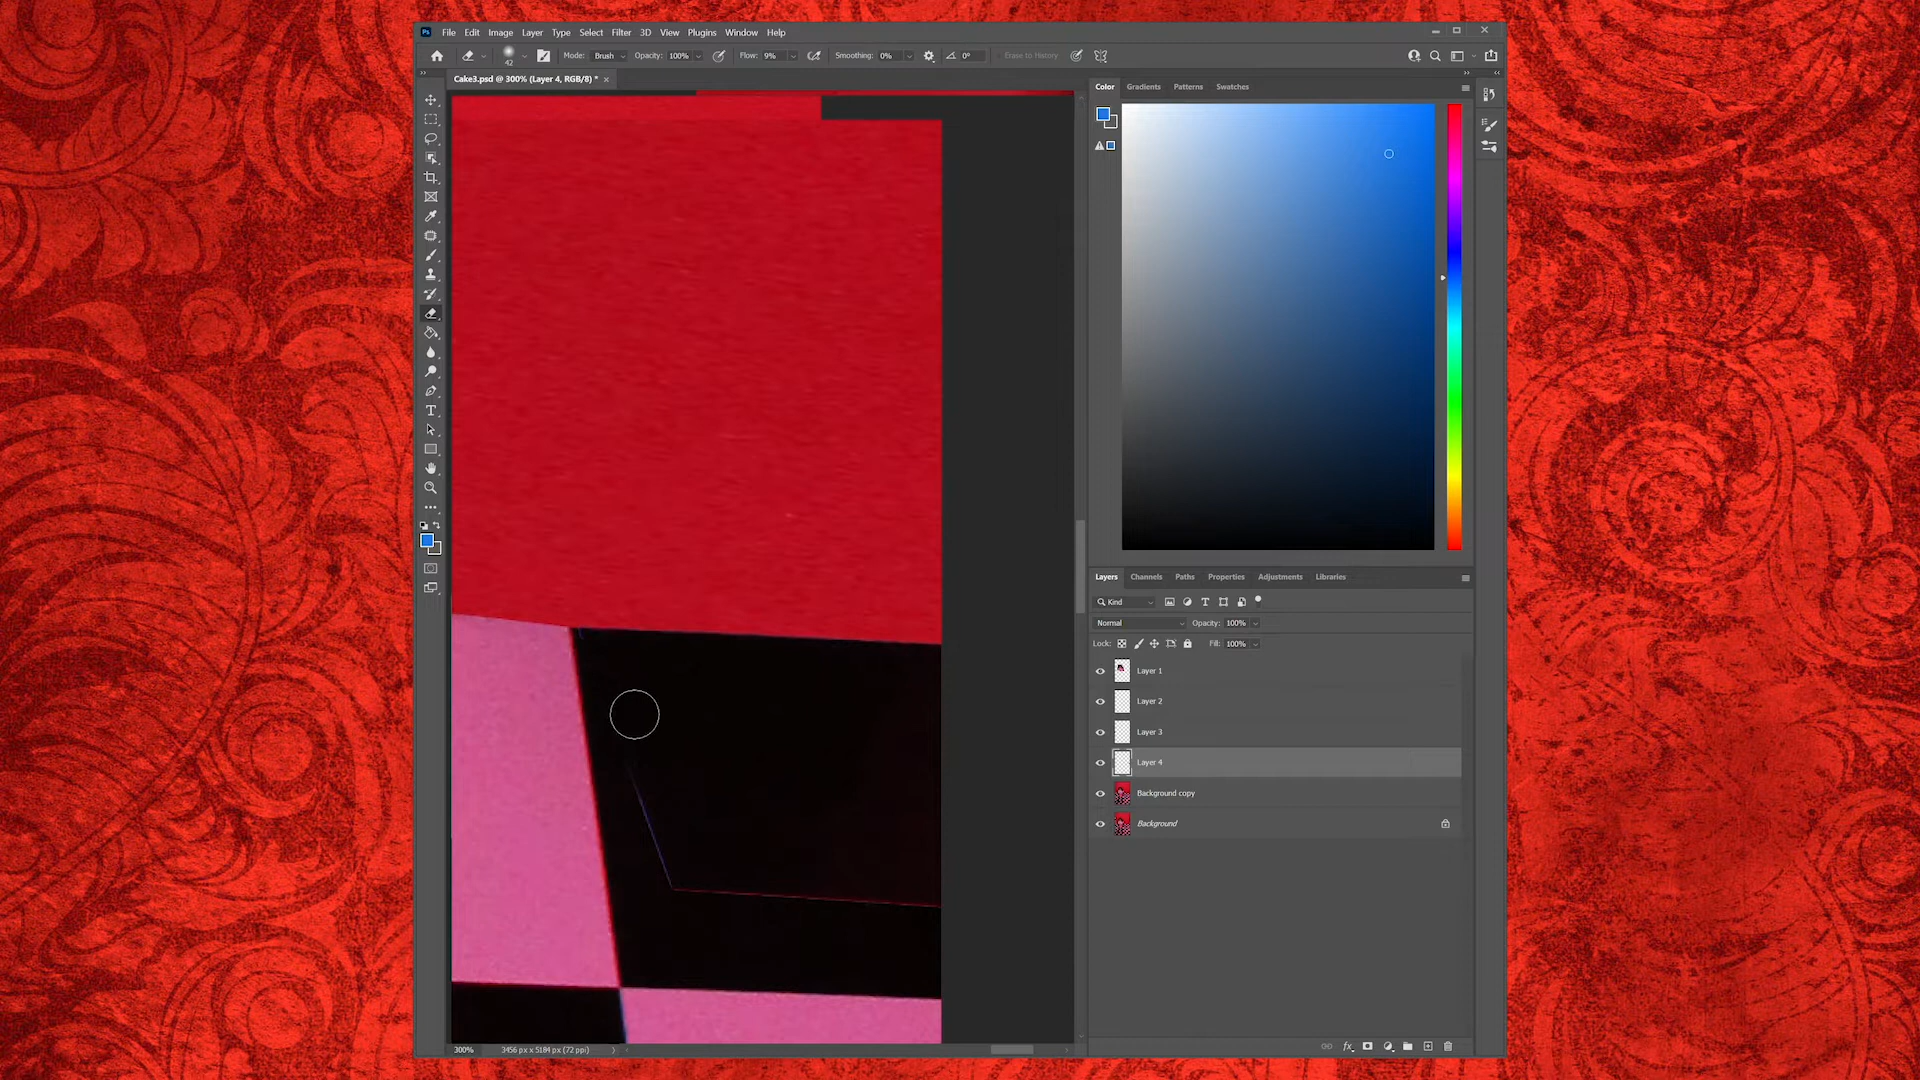 Ps File Edit Image Layer Type Select Filter 3D View Plugins Window Help
42 Mode: Brush Opacity: 100% Flow: 9% Smoothing: 0% 0° Erase to History
Cake3.psd @ 300% (Layer 4, RGB/8) *
Color Gradients Patterns Swatches
Layers Channels Paths Properties Adjustments Libraries
Kind
Normal Opacity: 100%
Lock: Fill: 100%
Layer 1
Layer 2
Layer 3
Layer 4
Background copy
Background
300% 3456 px x 5184 px (72 ppi)
fx